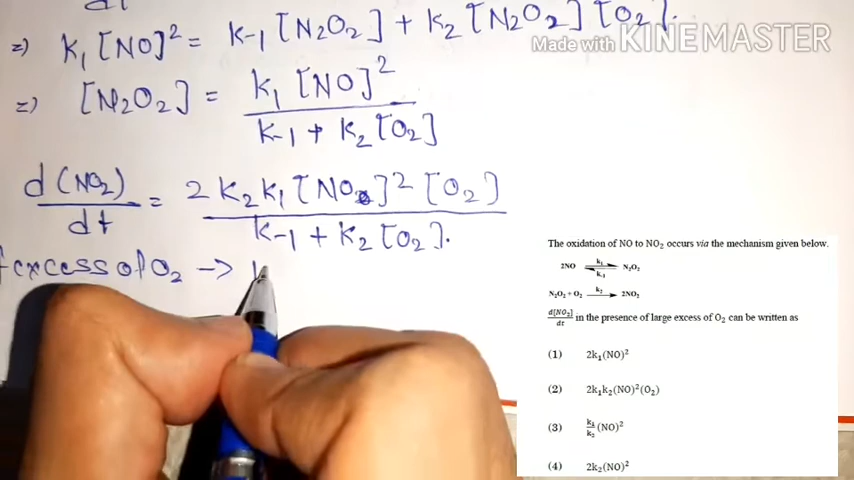 =) k₁ [NO]² = k-1 [N₂O₂] + k₂ [N₂O₂] [O₂].
Made with KINEMASTER
=) [N₂O₂] = k₁ [NO]² / k-1 + k₂ [O₂]
d(NO₂) / dt = 2 k₂ k₁ [NO]² [O₂] / k-1 + k₂ [O₂].
excess of O₂ →
The oxidation of NO to NO₂ occurs via the mechanism given below.
2NO ⇌ N₂O₂ k₁ k-1
N₂O₂ + O₂ → 2NO₂ k₂
d[NO₂]/dt in the presence of large excess of O₂ can be written as
(1) 2k₁(NO)²
(2) 2k₁k₂(NO)²(O₂)
(3) k₁/k₂ (NO)²
(4) 2k₂(NO)²